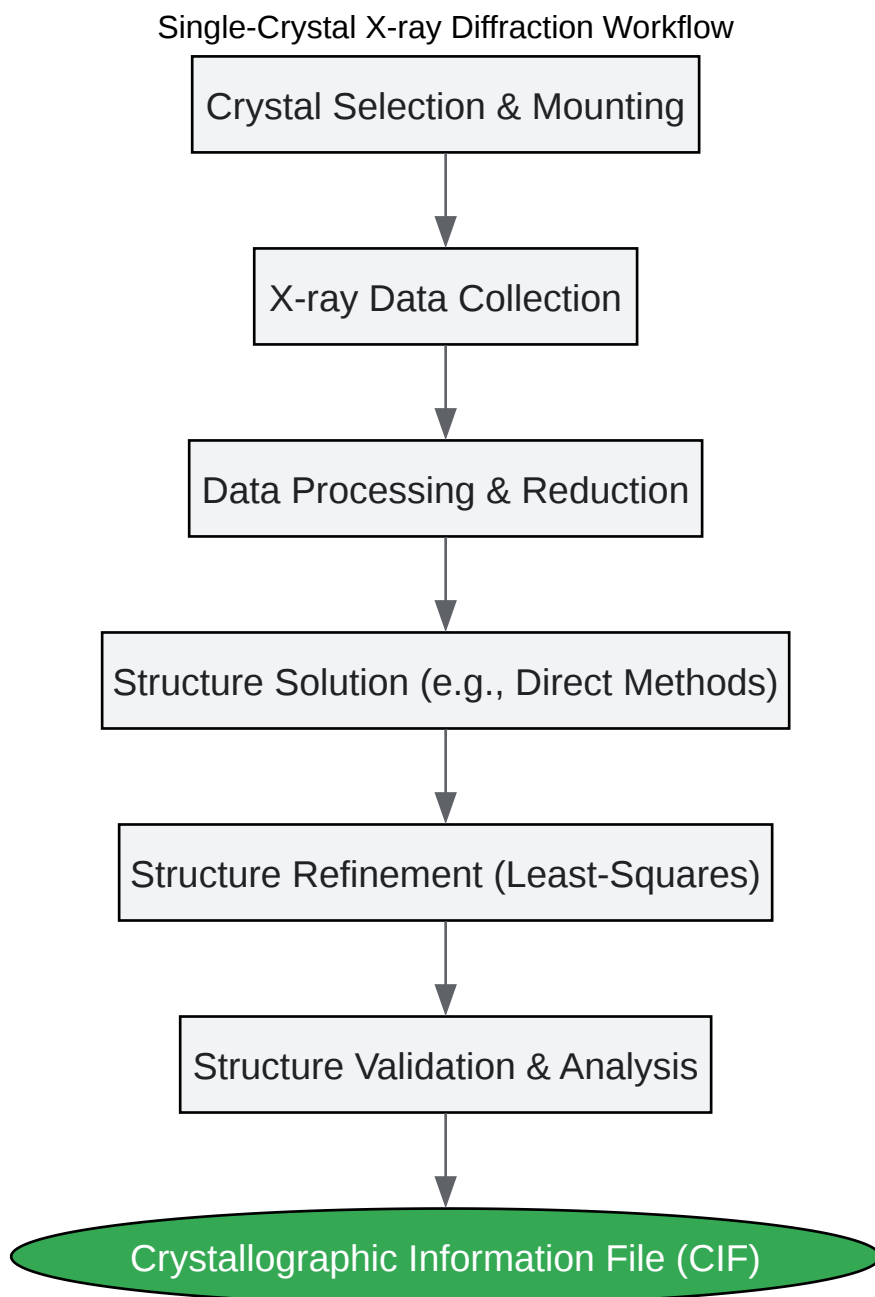 Single-Crystal X-ray Diffraction Workflow
Crystal Selection & Mounting
X-ray Data Collection
Data Processing & Reduction
Structure Solution (e.g., Direct Methods)
Structure Refinement (Least-Squares)
Structure Validation & Analysis
Crystallographic Information File (CIF)